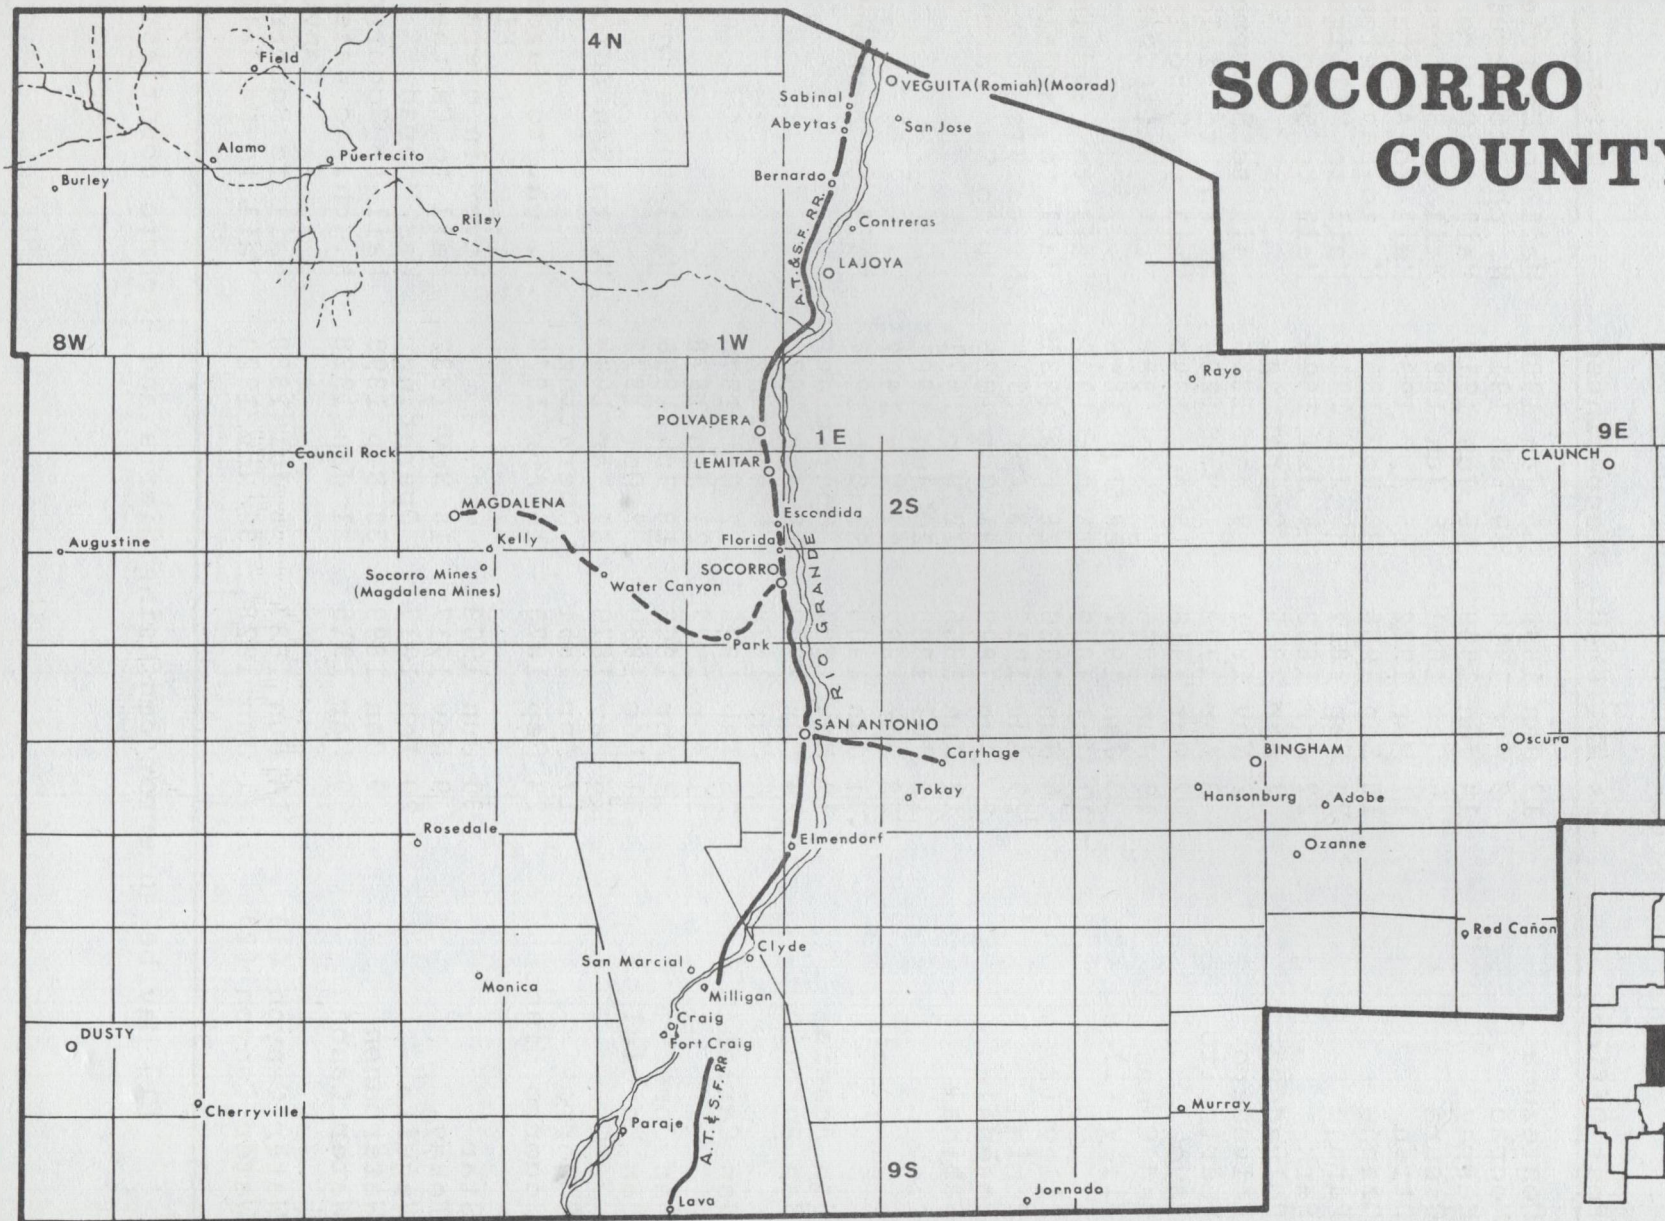 SOCORRO
COUNTY
4N
Field
VEGUITA (Romiah)(Moorad)
Sabinal
Abeytas
San Jose
Alamo
Puertecito
Burley
Bernardo
A.T.&S.F. RR.
Contreras
Riley
LAJOYA
8W
1W
Rayo
POLVADERA
1E
9E
CLAUNCH
Council Rock
LEMITAR
MAGDALENA
Escondida
2S
Augustine
Kelly
Florida
Socorro Mines
(Magdalena Mines)
Water Canyon
SOCORRO
RIO GRANDE
Park
SAN ANTONIO
Carthage
BINGHAM
Oscura
Tokay
Hansonburg
Adobe
Rosedale
Elmendorf
Ozanne
Red Cañon
Clyde
San Marcial
Monica
Milligan
Craig
Fort Craig
DUSTY
A.T.& S.F. RR
Cherryville
Murray
Paraje
9S
Lava
Jornado